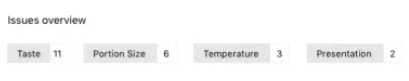 Issues overview
Taste 11 Portion Size 6 Temperature 3 Presentation 2